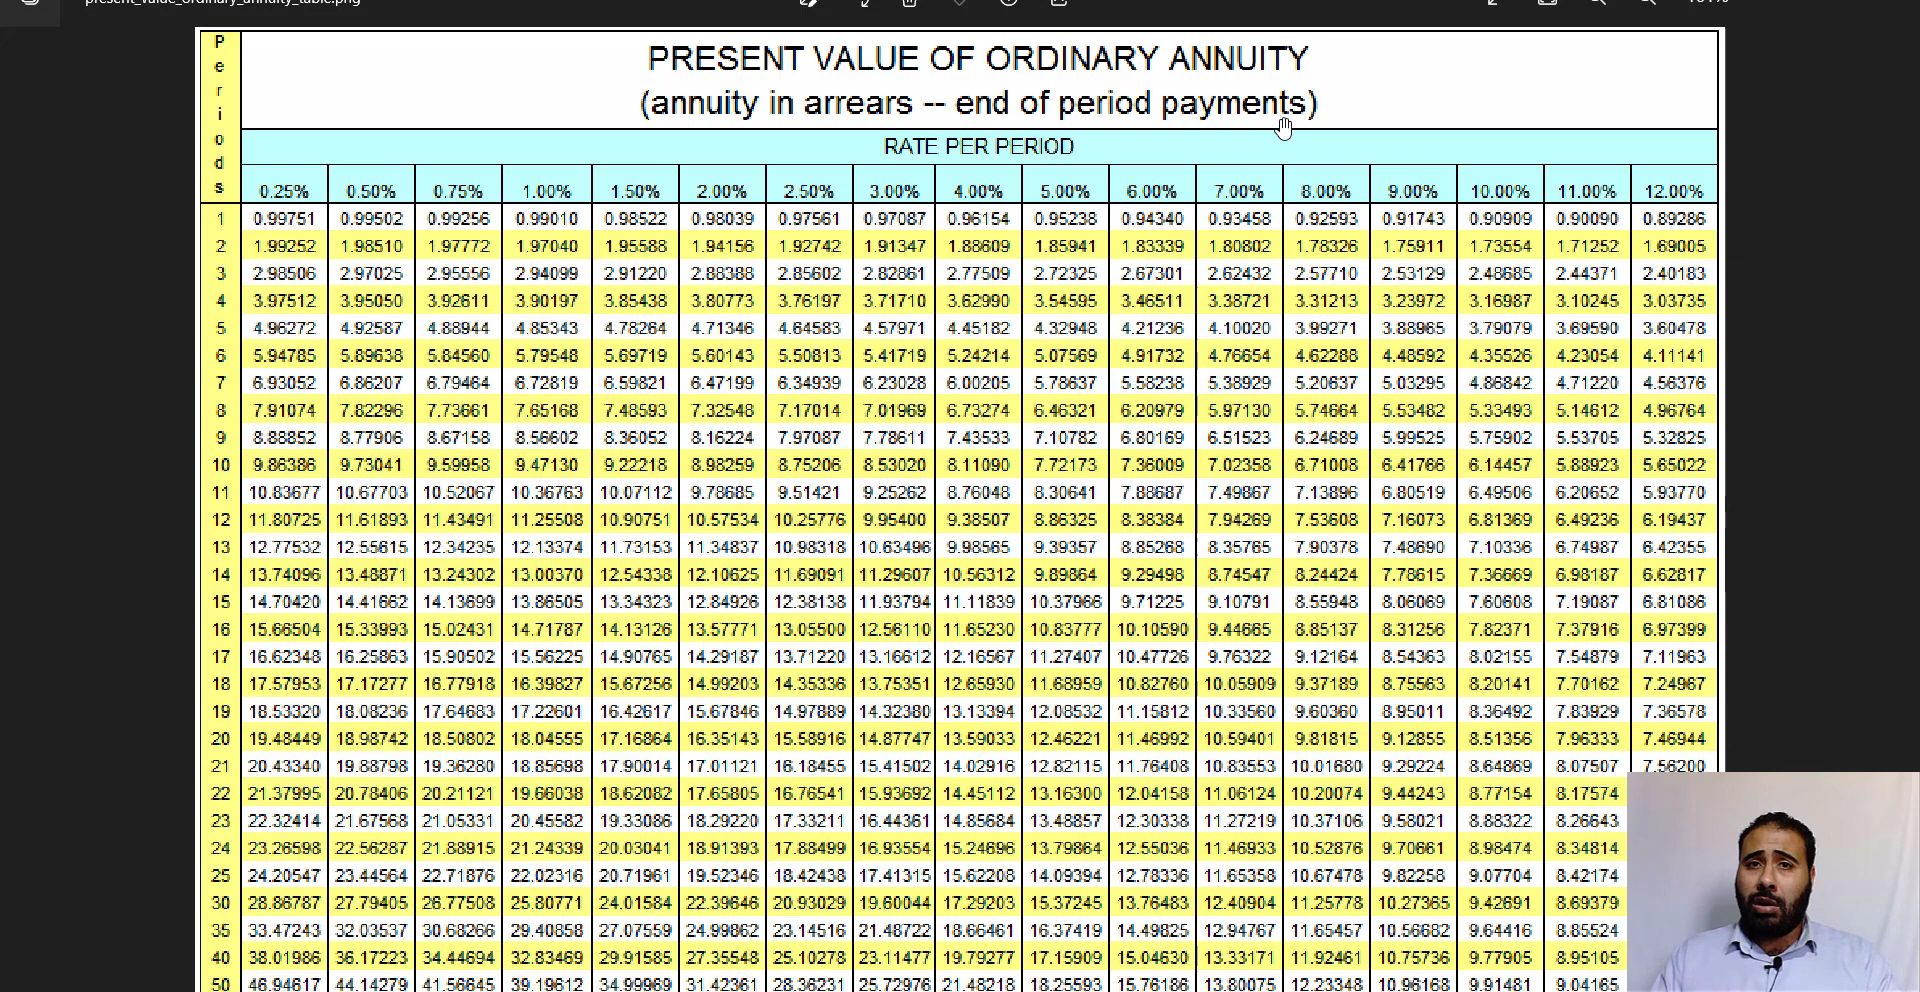 present_value_ordinary_annuity_table.png
Periods
PRESENT VALUE OF ORDINARY ANNUITY
(annuity in arrears -- end of period payments)
RATE PER PERIOD
0.25% 0.50% 0.75% 1.00% 1.50% 2.00% 2.50% 3.00% 4.00% 5.00% 6.00% 7.00% 8.00% 9.00% 10.00% 11.00% 12.00%
1 0.99751 0.99502 0.99256 0.99010 0.98522 0.98039 0.97561 0.97087 0.96154 0.95238 0.94340 0.93458 0.92593 0.91743 0.90909 0.90090 0.89286
2 1.99252 1.98510 1.97772 1.97040 1.95588 1.94156 1.92742 1.91347 1.88609 1.85941 1.83339 1.80802 1.78326 1.75911 1.73554 1.71252 1.69005
3 2.98506 2.97025 2.95556 2.94099 2.91220 2.88388 2.85602 2.82861 2.77509 2.72325 2.67301 2.62432 2.57710 2.53129 2.48685 2.44371 2.40183
4 3.97512 3.95050 3.92611 3.90197 3.85438 3.80773 3.76197 3.71710 3.62990 3.54595 3.46511 3.38721 3.31213 3.23972 3.16987 3.10245 3.03735
5 4.96272 4.92587 4.88944 4.85343 4.78264 4.71346 4.64583 4.57971 4.45182 4.32948 4.21236 4.10020 3.99271 3.88965 3.79079 3.69590 3.60478
6 5.94785 5.89638 5.84560 5.79548 5.69719 5.60143 5.50813 5.41719 5.24214 5.07569 4.91732 4.76654 4.62288 4.48592 4.35526 4.23054 4.11141
7 6.93052 6.86207 6.79464 6.72819 6.59821 6.47199 6.34939 6.23028 6.00205 5.78637 5.58238 5.38929 5.20637 5.03295 4.86842 4.71220 4.56376
8 7.91074 7.82296 7.73661 7.65168 7.48593 7.32548 7.17014 7.01969 6.73274 6.46321 6.20979 5.97130 5.74664 5.53482 5.33493 5.14612 4.96764
9 8.88852 8.77906 8.67158 8.56602 8.36052 8.16224 7.97087 7.78611 7.43533 7.10782 6.80169 6.51523 6.24689 5.99525 5.75902 5.53705 5.32825
10 9.86386 9.73041 9.59958 9.47130 9.22218 8.98259 8.75206 8.53020 8.11090 7.72173 7.36009 7.02358 6.71008 6.41766 6.14457 5.88923 5.65022
11 10.83677 10.67703 10.52067 10.36763 10.07112 9.78685 9.51421 9.25262 8.76048 8.30641 7.88687 7.49867 7.13896 6.80519 6.49506 6.20652 5.93770
12 11.80725 11.61893 11.43491 11.25508 10.90751 10.57534 10.25776 9.95400 9.38507 8.86325 8.38384 7.94269 7.53608 7.16073 6.81369 6.49236 6.19437
13 12.77532 12.55615 12.34235 12.13374 11.73153 11.34837 10.98318 10.63496 9.98565 9.39357 8.85268 8.35765 7.90378 7.48690 7.10336 6.74987 6.42355
14 13.74096 13.48871 13.24302 13.00370 12.54338 12.10625 11.69091 11.29607 10.56312 9.89864 9.29498 8.74547 8.24424 7.78615 7.36669 6.98187 6.62817
15 14.70420 14.41662 14.13699 13.86505 13.34323 12.84926 12.38138 11.93794 11.11839 10.37966 9.71225 9.10791 8.55948 8.06069 7.60608 7.19087 6.81086
16 15.66504 15.33993 15.02431 14.71787 14.13126 13.57771 13.05500 12.56110 11.65230 10.83777 10.10590 9.44665 8.85137 8.31256 7.82371 7.37916 6.97399
17 16.62348 16.25863 15.90502 15.56225 14.90765 14.29187 13.71220 13.16612 12.16567 11.27407 10.47726 9.76322 9.12164 8.54363 8.02155 7.54879 7.11963
18 17.57953 17.17277 16.77918 16.39827 15.67256 14.99203 14.35336 13.75351 12.65930 11.68959 10.82760 10.05909 9.37189 8.75563 8.20141 7.70162 7.24967
19 18.53320 18.08236 17.64683 17.22601 16.42617 15.67846 14.97889 14.32380 13.13394 12.08532 11.15812 10.33560 9.60360 8.95011 8.36492 7.83929 7.36578
20 19.48449 18.98742 18.50802 18.04555 17.16864 16.35143 15.58916 14.87747 13.59033 12.46221 11.46992 10.59401 9.81815 9.12855 8.51356 7.96333 7.46944
21 20.43340 19.88798 19.36280 18.85698 17.90014 17.01121 16.18455 15.41502 14.02916 12.82115 11.76408 10.83553 10.01680 9.29224 8.64869 8.07507 7.56200
22 21.37995 20.78406 20.21121 19.66038 18.62082 17.65805 16.76541 15.93692 14.45112 13.16300 12.04158 11.06124 10.20074 9.44243 8.77154 8.17574
23 22.32414 21.67568 21.05331 20.45582 19.33086 18.29220 17.33211 16.44361 14.85684 13.48857 12.30338 11.27219 10.37106 9.58021 8.88322 8.26643
24 23.26598 22.56287 21.88915 21.24339 20.03041 18.91393 17.88499 16.93554 15.24696 13.79864 12.55036 11.46933 10.52876 9.70661 8.98474 8.34814
25 24.20547 23.44564 22.71876 22.02316 20.71961 19.52346 18.42438 17.41315 15.62208 14.09394 12.78336 11.65358 10.67478 9.82258 9.07704 8.42174
30 28.86787 27.79405 26.77508 25.80771 24.01584 22.39646 20.93029 19.60044 17.29203 15.37245 13.76483 12.40904 11.25778 10.27365 9.42691 8.69379
35 33.47243 32.03537 30.68266 29.40858 27.07559 24.99862 23.14516 21.48722 18.66461 16.37419 14.49825 12.94767 11.65457 10.56682 9.64416 8.85524
40 38.01986 36.17223 34.44694 32.83469 29.91585 27.35548 25.10278 23.11477 19.79277 17.15909 15.04630 13.33171 11.92461 10.75736 9.77905 8.95105
50 46.94617 44.14279 41.56645 39.19612 34.99969 31.42361 28.36231 25.72976 21.48218 18.25593 15.76186 13.80075 12.23348 10.96168 9.91481 9.04165